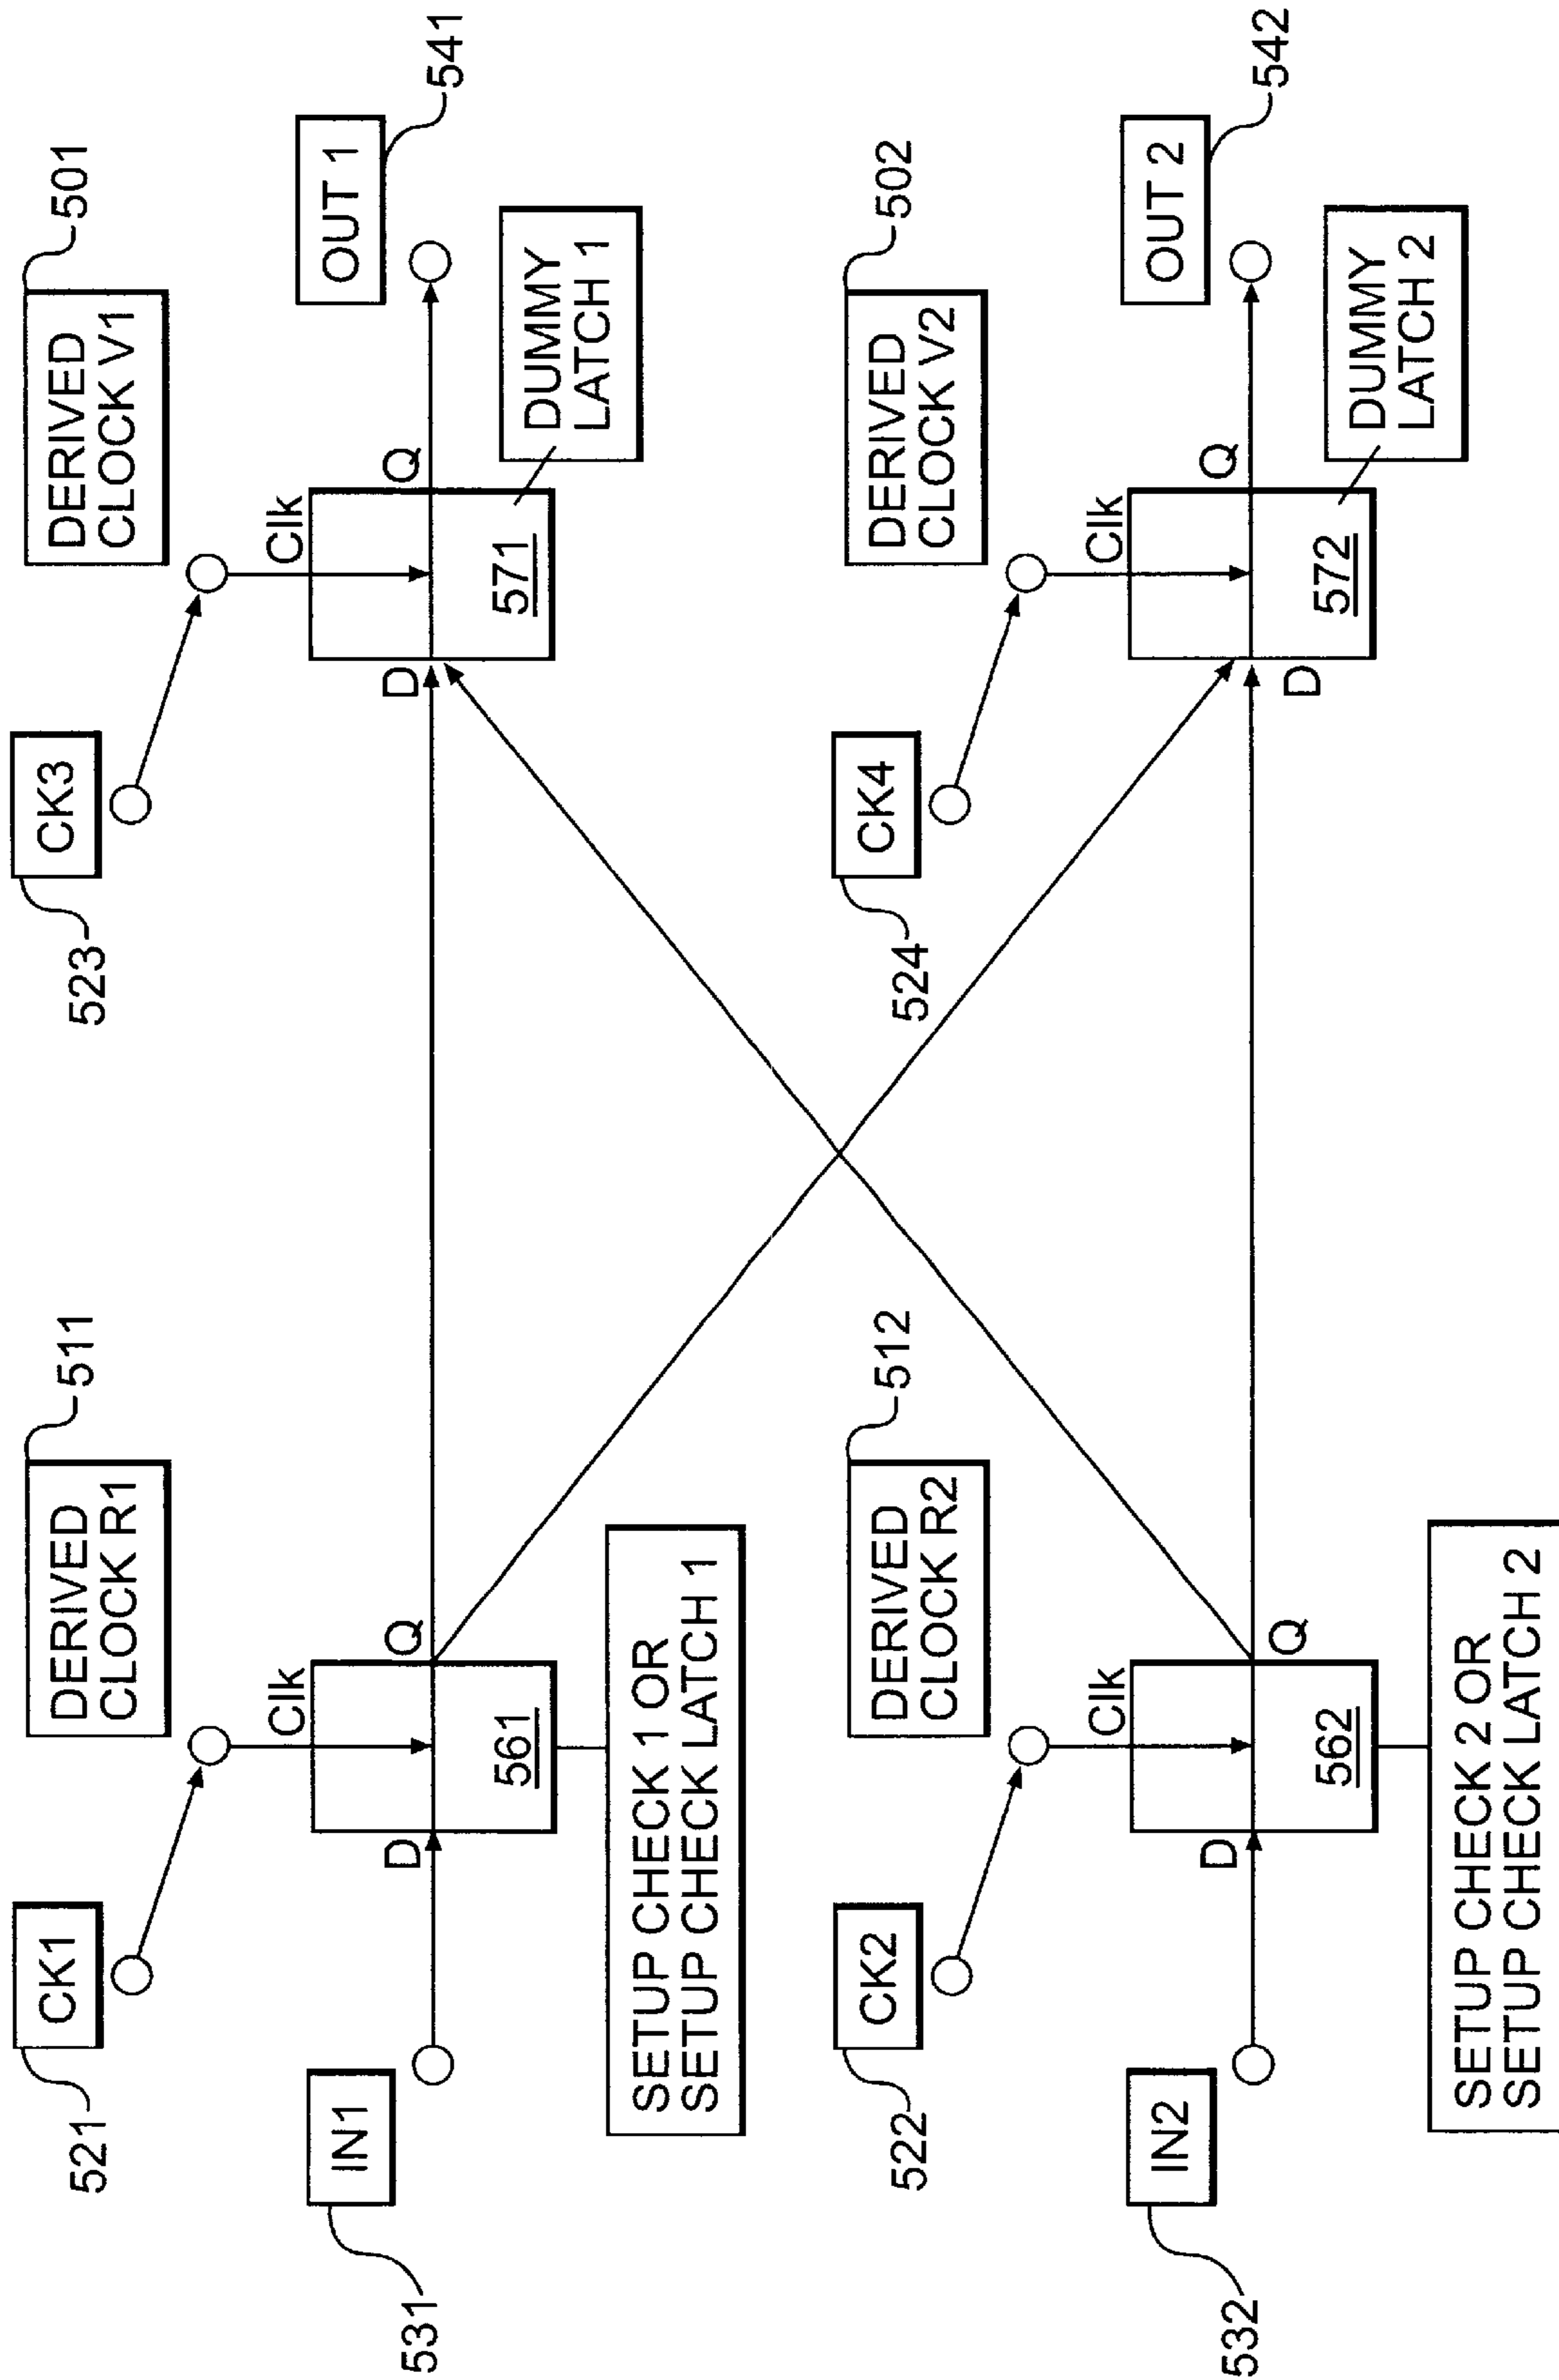 521
CK1
DERIVED
CLOCK R1
511
523
CK3
DERIVED
CLOCK V1
501
531
IN1
D
Clk
Q
561
SETUP CHECK 1 OR
SETUP CHECK LATCH 1
D
Clk
Q
571
DUMMY
LATCH 1
OUT 1
541
522
CK2
DERIVED
CLOCK R2
512
524
CK4
DERIVED
CLOCK V2
502
532
IN2
D
Clk
Q
562
SETUP CHECK 2 OR
SETUP CHECK LATCH 2
D
Clk
Q
572
DUMMY
LATCH 2
OUT 2
542